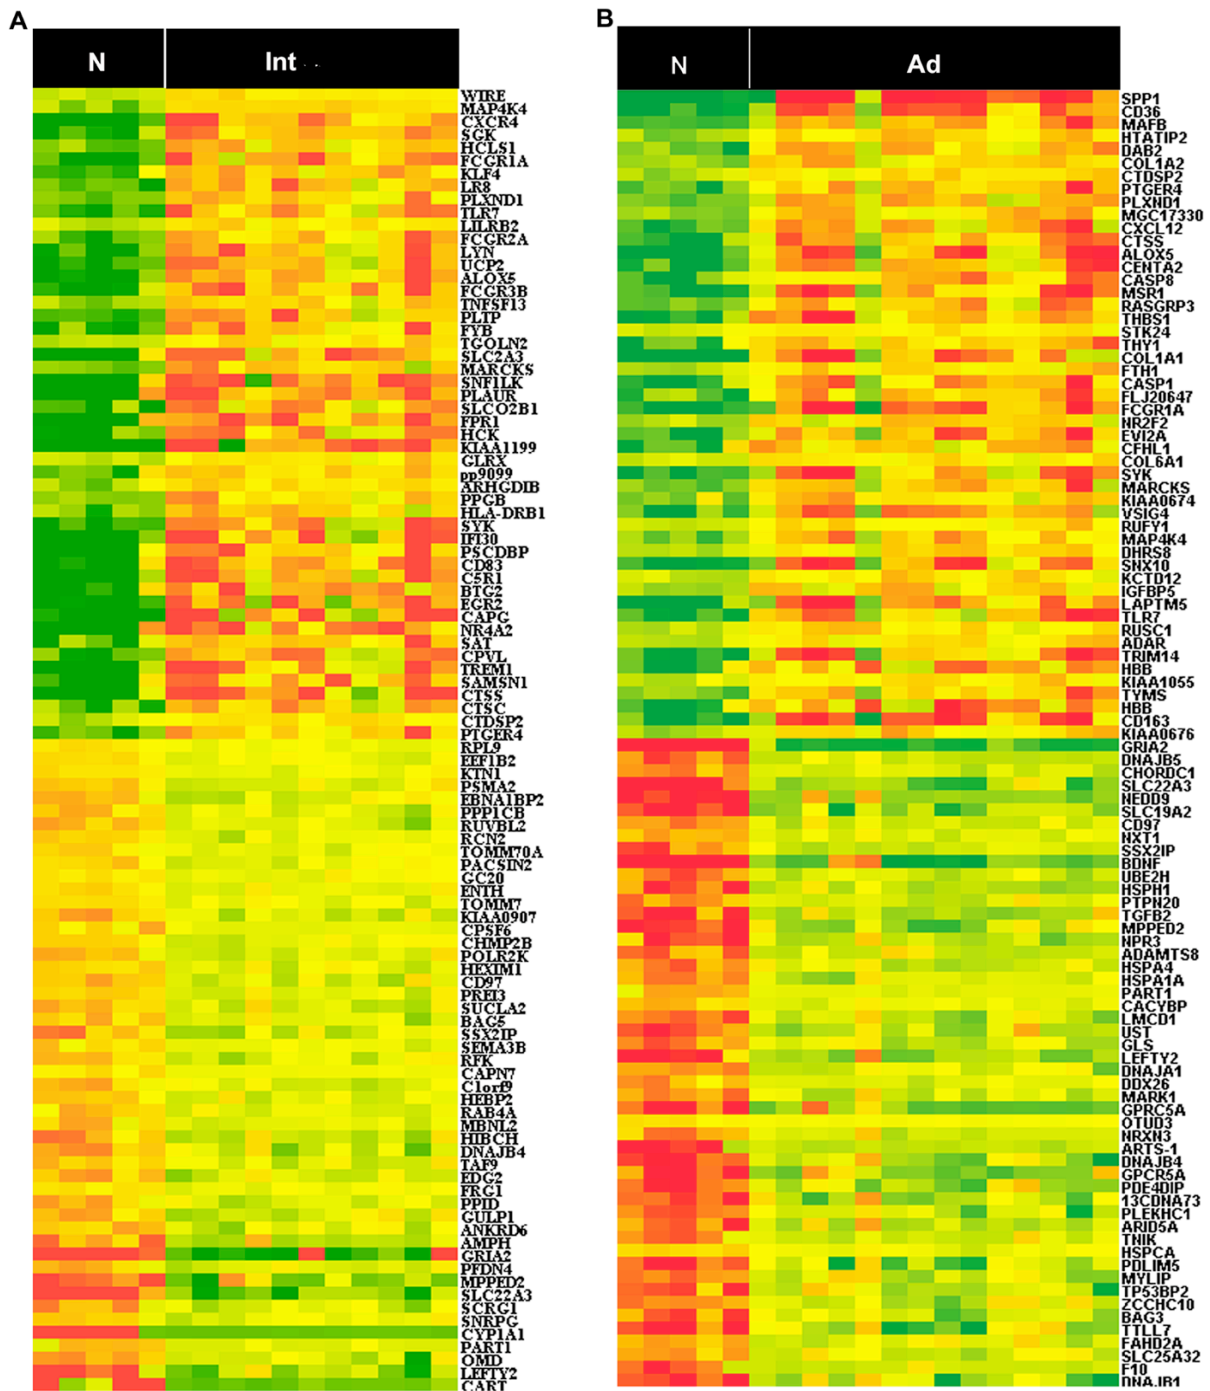 A
N
Int
WIRE
MAP4K4
CXCR4
SGK
HCLS1
FCGR1A
KLF4
LR8
PLXND1
TLR7
LILRB2
FCGR2A
LYN
UCP2
ALOX5
FCGR3B
TNFSF13
PLTP
FYB
TGOLN2
SLC2A3
MARCKS
SNF1LK
PLAUR
SLCO2B1
FPR1
HCK
KIAA1199
GLRX
pp9099
ARHGDIB
PPGB
HLA-DRB1
SYK
IFI30
PSCDBP
CD83
C5R1
BTG2
EGR2
CAPG
NR4A2
SAT
CPVL
TREM1
SAMSN1
CTSS
CTSC
CTDSP2
PTGER4
RPL9
EEF1B2
KTN1
PSMA2
EBNA1BP2
PPP1CB
RUVBL2
RCN2
TOMM70A
PACSIN2
GC20
ENTH
TOMM7
KIAA0907
CPSF6
CHMP2B
POLR2K
HEXIM1
CD97
PREI3
SUCLA2
BAG5
SSX2IP
SEMA3B
RFK
CAPN7
C1orf9
HEBP2
RAB4A
MBNL2
HIBCH
DNAJB4
TAF9
EDG2
FRG1
PPID
GULP1
ANKRD6
AMPH
GRIA2
PFDN4
MPPED2
SLC22A3
SCRG1
SNRPG
CYP1A1
PART1
OMD
LEFTY2
CART
B
N
Ad
SPP1
CD36
MAFB
HTATIP2
DAB2
COL1A2
CTDSP2
PTGER4
PLXND1
MGC17330
CXCL12
CTSS
ALOX5
CENTA2
CASP8
MSR1
RASGRP3
THBS1
STK24
THY1
COL1A1
FTH1
CASP1
FLJ20647
FCGR1A
NR2F2
EVI2A
CFHL1
COL6A1
SYK
MARCKS
KIAA0674
VSIG4
RUFY1
MAP4K4
DHRS8
SNX10
KCTD12
IGFBP5
LAPTM5
TLR7
RUSC1
ADAR
TRIM14
HBB
KIAA1055
TYMS
HBB
CD163
KIAA0676
GRIA2
DNAJB5
CHORDC1
SLC22A3
NEDD9
SLC19A2
CD97
NXT1
SSX2IP
BDNF
UBE2H
HSPH1
PTPN20
TGFB2
MPPED2
NPR3
ADAMTS8
HSPA4
HSPA1A
PART1
CACYBP
LMCD1
UST
GLS
LEFTY2
DNAJA1
DDX26
MARK1
GPRC5A
OTUD3
NRXN3
ARTS-1
DNAJB4
GPCR5A
PDE4DIP
13CDNA73
PLEKHC1
ARID5A
TNIK
HSPCA
PDLIM5
MYLIP
TP53BP2
ZCCHC10
BAG3
TTLL7
FAHD2A
SLC25A32
F10
DNAJB1